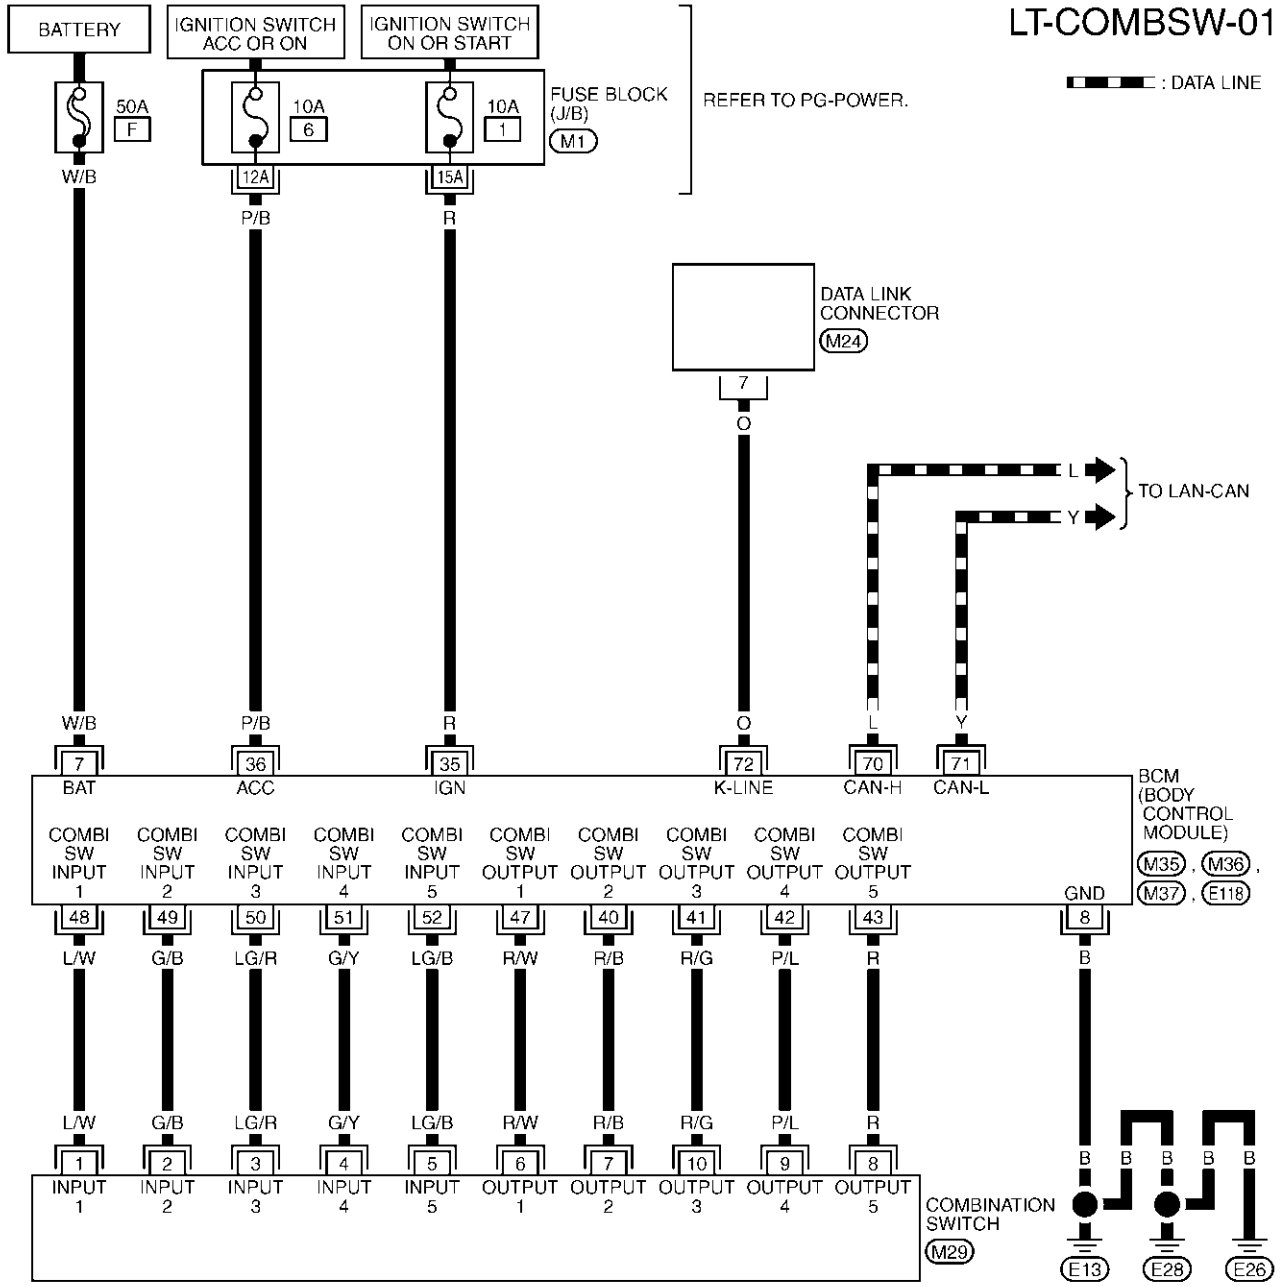 LT-COMBSW-01
BATTERY
IGNITION SWITCH
ACC OR ON
IGNITION SWITCH
ON OR START
: DATA LINE
50A
F
10A
6
10A
1
FUSE BLOCK
(J/B)
M1
REFER TO PG-POWER.
W/B
12A
15A
P/B
R
DATA LINK
CONNECTOR
M24
7
O
L
Y
TO LAN-CAN
W/B
P/B
R
O
L
Y
7
36
35
72
70
71
BAT
ACC
IGN
K-LINE
CAN-H
CAN-L
BCM
(BODY
CONTROL
MODULE)
M35 , M36 ,
M37 , E118
COMBI
SW
INPUT
1
COMBI
SW
INPUT
2
COMBI
SW
INPUT
3
COMBI
SW
INPUT
4
COMBI
SW
INPUT
5
COMBI
SW
OUTPUT
1
COMBI
SW
OUTPUT
2
COMBI
SW
OUTPUT
3
COMBI
SW
OUTPUT
4
COMBI
SW
OUTPUT
5
GND
48
49
50
51
52
47
40
41
42
43
8
L/W
G/B
LG/R
G/Y
LG/B
R/W
R/B
R/G
P/L
R
B
L/W
G/B
LG/R
G/Y
LG/B
R/W
R/B
R/G
P/L
R
B
B
B
B
B
1
2
3
4
5
6
7
10
9
8
INPUT
1
INPUT
2
INPUT
3
INPUT
4
INPUT
5
OUTPUT
1
OUTPUT
2
OUTPUT
3
OUTPUT
4
OUTPUT
5
COMBINATION
SWITCH
M29
E13
E28
E26